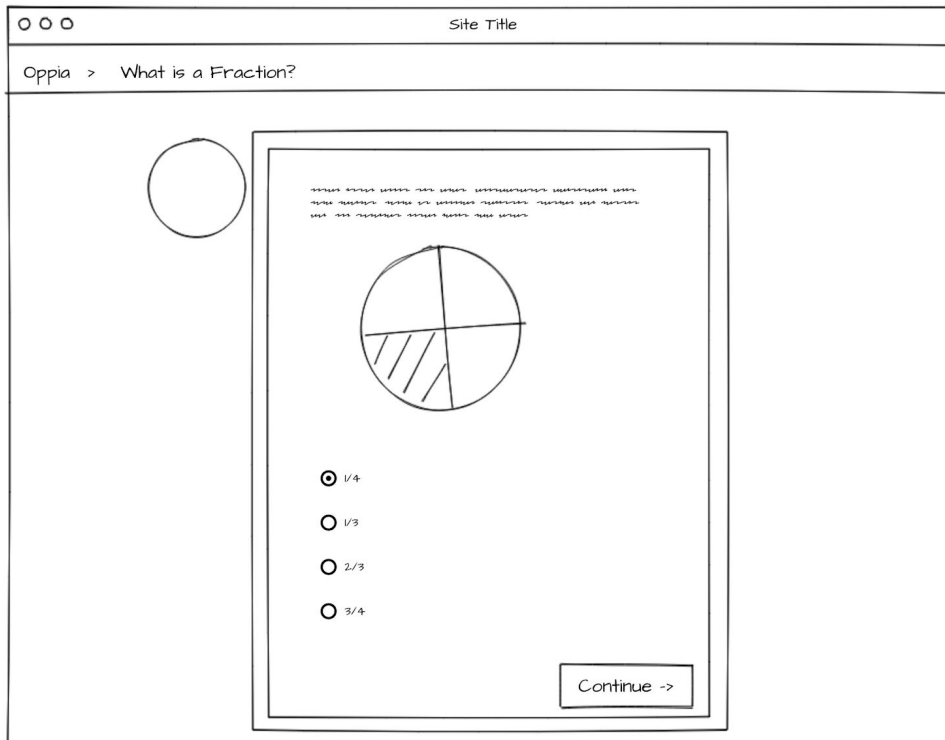 Site Title
Oppia > What is a Fraction?
1/4
1/3
2/3
3/4
Continue ->